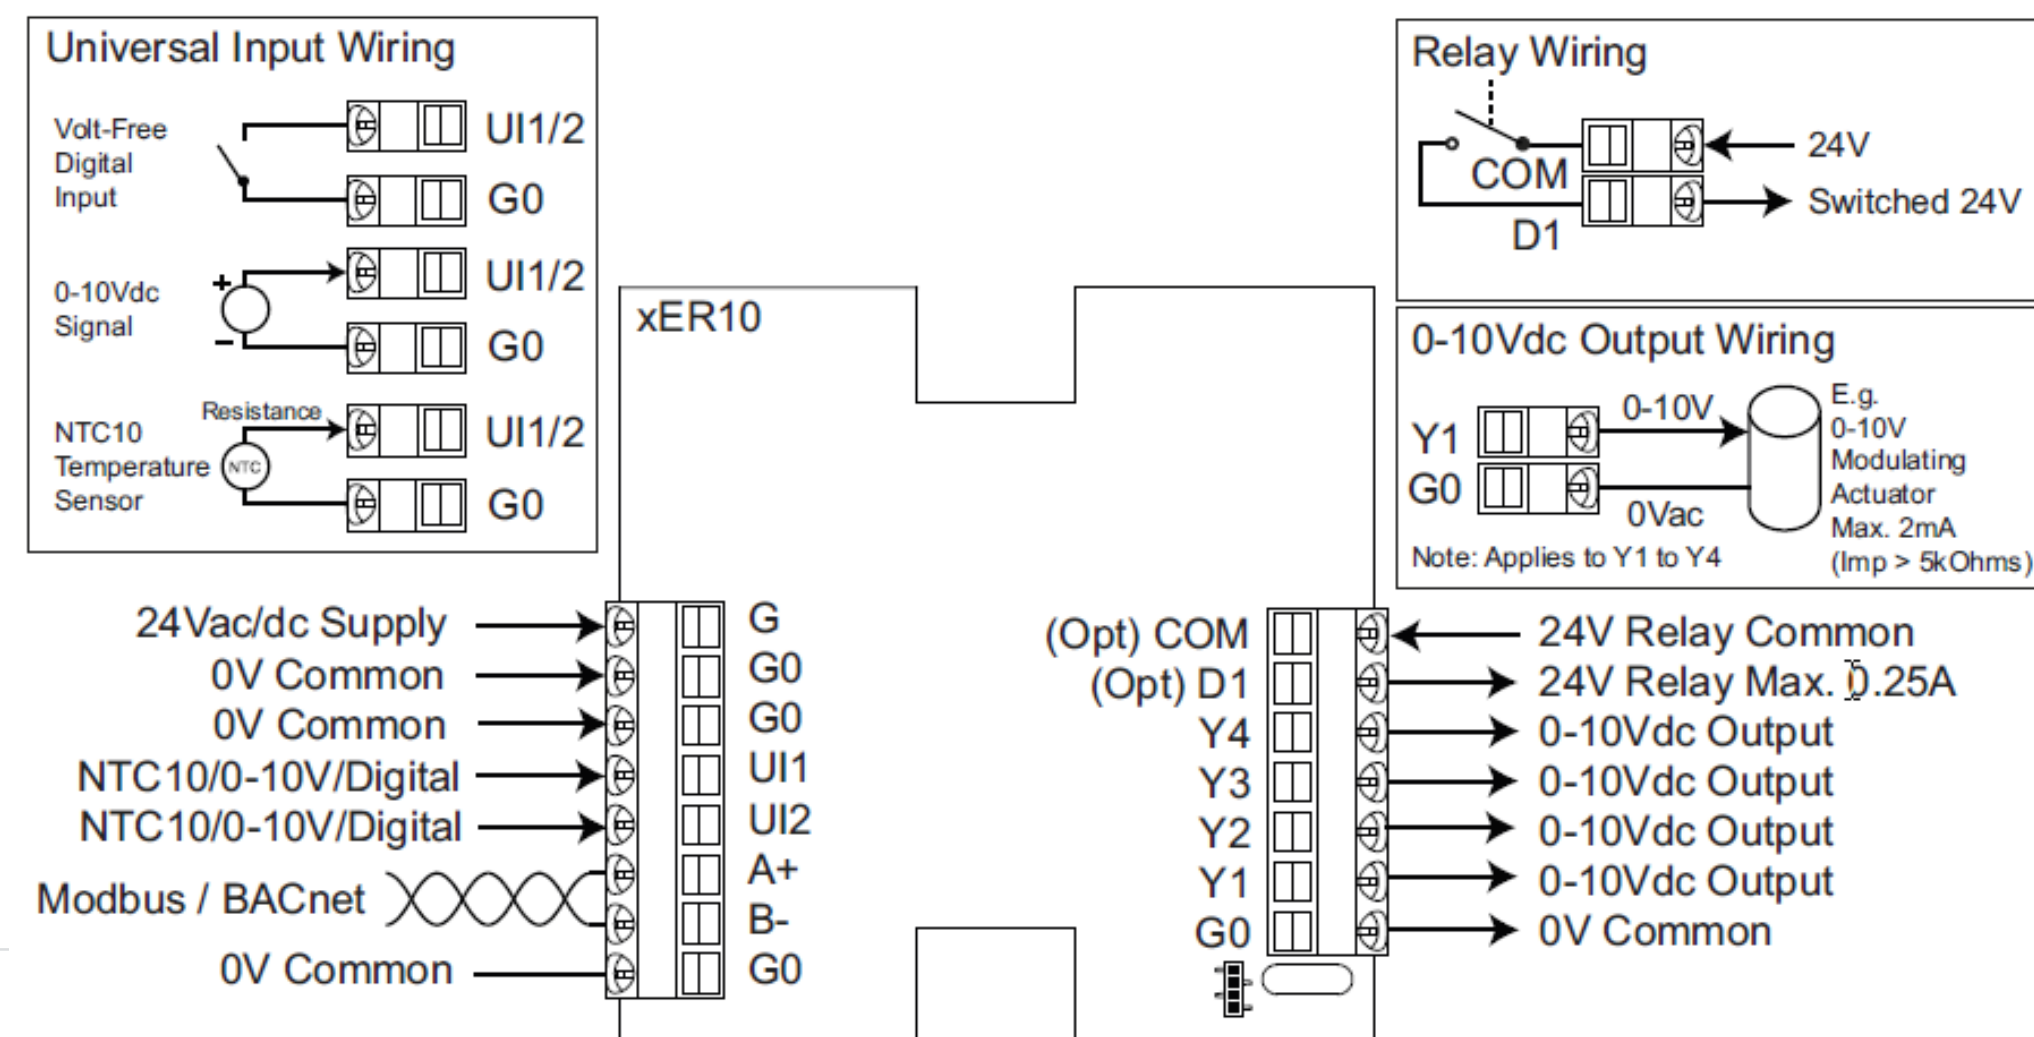 Universal Input Wiring
Volt-Free
Digital
Input
UI1/2
G0
0-10Vdc
Signal
+
-
UI1/2
G0
NTC10
Temperature
Sensor
Resistance
NTC
UI1/2
G0
Relay Wiring
COM
D1
24V
Switched 24V
0-10Vdc Output Wiring
Y1
G0
0-10V
0Vac
E.g.
0-10V
Modulating
Actuator
Max. 2mA
(Imp > 5kOhms)
Note: Applies to Y1 to Y4
xER10
24Vac/dc Supply G
0V Common G0
0V Common G0
NTC10/0-10V/Digital UI1
NTC10/0-10V/Digital UI2
Modbus / BACnet
A+
B-
0V Common G0
(Opt) COM 24V Relay Common
(Opt) D1 24V Relay Max. 0.25A
Y4 0-10Vdc Output
Y3 0-10Vdc Output
Y2 0-10Vdc Output
Y1 0-10Vdc Output
G0 0V Common